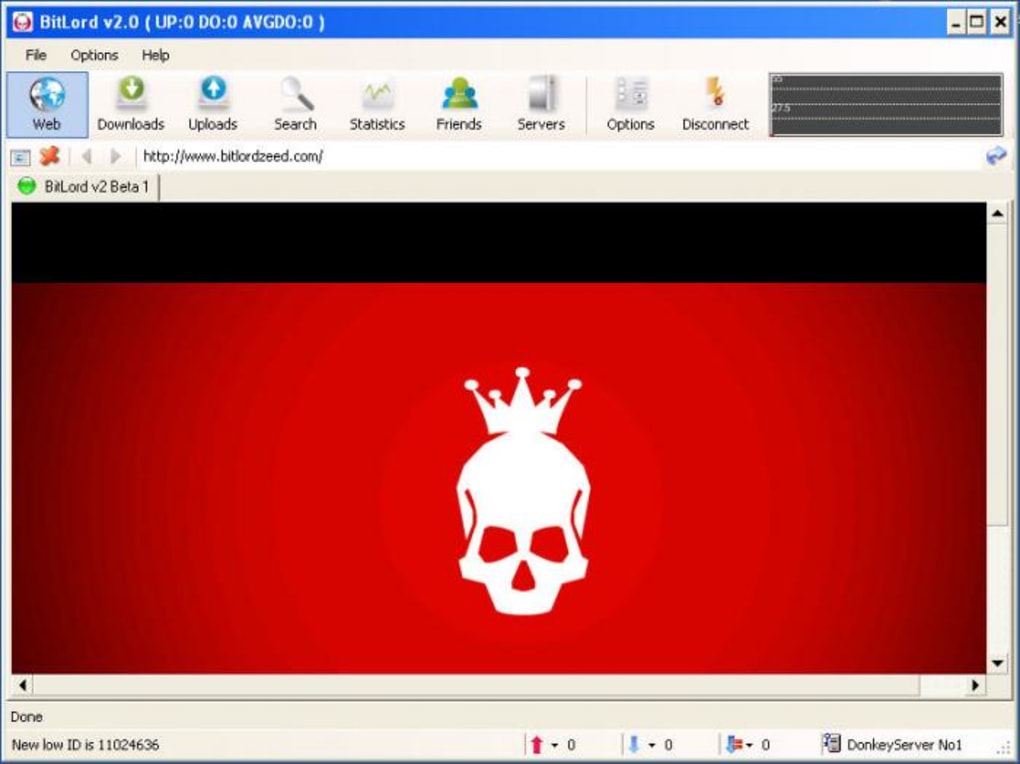 BitLord v2.0 ( UP:0 DO:0 AVGDO:0 )
File Options Help
Web Downloads Uploads Search Statistics Friends Servers Options Disconnect
55
27.5
http://www.bitlordzeed.com/
BitLord v2 Beta 1
Done
New low ID is 11024636 0 0 0 DonkeyServer No1